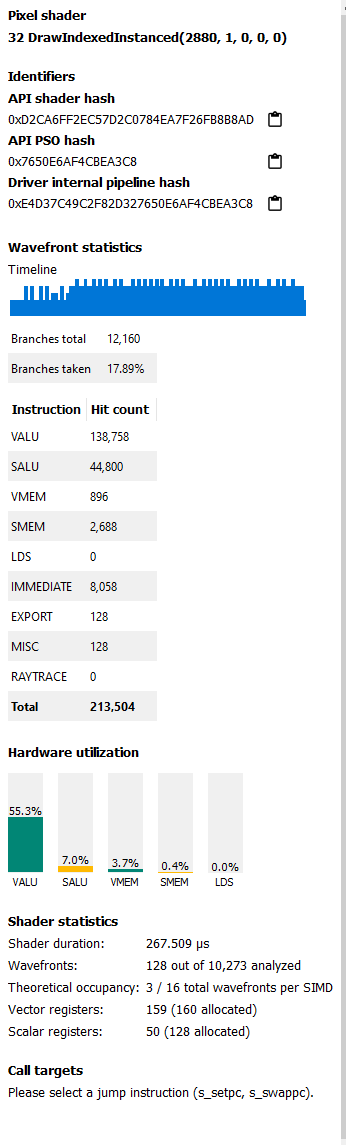 Pixel shader
32 DrawIndexedInstanced(2880, 1, 0, 0, 0)
Identifiers
API shader hash
0xD2CA6FF2EC57D2C0784EA7F26FB8B8AD
API PSO hash
0x7650E6AF4CBEA3C8
Driver internal pipeline hash
0xE4D37C49C2F82D327650E6AF4CBEA3C8
Wavefront statistics
Timeline
Branches total 12,160
Branches taken 17.89%
Instruction Hit count
VALU 138,758
SALU 44,800
VMEM 896
SMEM 2,688
LDS 0
IMMEDIATE 8,058
EXPORT 128
MISC 128
RAYTRACE 0
Total 213,504
Hardware utilization
55.3% 7.0% 3.7% 0.4% 0.0%
VALU SALU VMEM SMEM LDS
Shader statistics
Shader duration: 267.509 µs
Wavefronts: 128 out of 10,273 analyzed
Theoretical occupancy: 3 / 16 total wavefronts per SIMD
Vector registers: 159 (160 allocated)
Scalar registers: 50 (128 allocated)
Call targets
Please select a jump instruction (s_setpc, s_swappc).